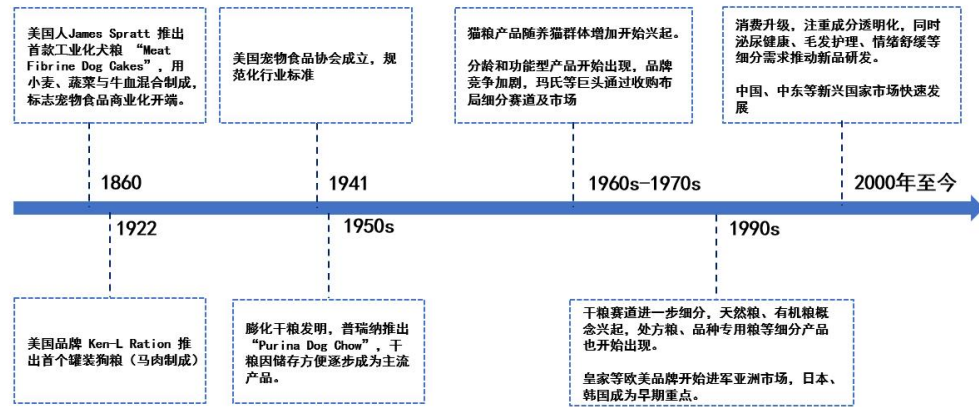 美国人James Spratt 推出
首款工业化犬粮 “Meat
Fibrine Dog Cakes”，用
小麦、蔬菜与牛血混合制成，
标志宠物食品商业化开端。
美国宠物食品协会成立，规
范化行业标准
猫粮产品随养猫群体增加开始兴起。
分龄和功能型产品开始出现，品牌
竞争加剧，玛氏等巨头通过收购布
局细分赛道及市场
消费升级，注重成分透明化，同时
泌尿健康、毛发护理、情绪舒缓等
细分需求推动新品研发。
中国、中东等新兴国家市场快速发
展
1860
1941
1960s-1970s
2000年至今
1922
1950s
1990s
美国品牌 Ken-L Ration 推
出首个罐装狗粮（马肉制成）
膨化干粮发明，普瑞纳推出
“Purina Dog Chow”，干
粮因储存方便逐步成为主流
产品。
干粮赛道进一步细分，天然粮、有机粮概
念兴起，处方粮、品种专用粮等细分产品
也开始出现。
皇家等欧美品牌开始进军亚洲市场，日本、
韩国成为早期重点。